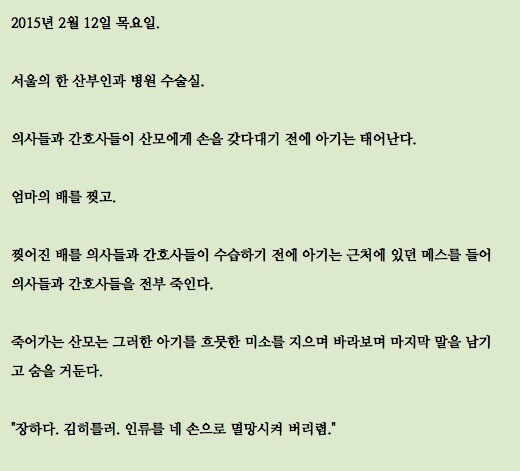 2015년 2월 12일 목요일.
서울의 한 산부인과 병원 수술실.
의사들과 간호사들이 산모에게 손을 갖다대기 전에 아기는 태어난다.
엄마의 배를 찢고.
찢어진 배를 의사들과 간호사들이 수습하기 전에 아기는 근처에 있던 메스를 들어
의사들과 간호사들을 전부 죽인다.
죽어가는 산모는 그러한 아기를 흐뭇한 미소를 지으며 바라보며 마지막 말을 남기
고 숨을 거둔다.
"장하다. 김히틀러. 인류를 네 손으로 멸망시켜 버리렴."